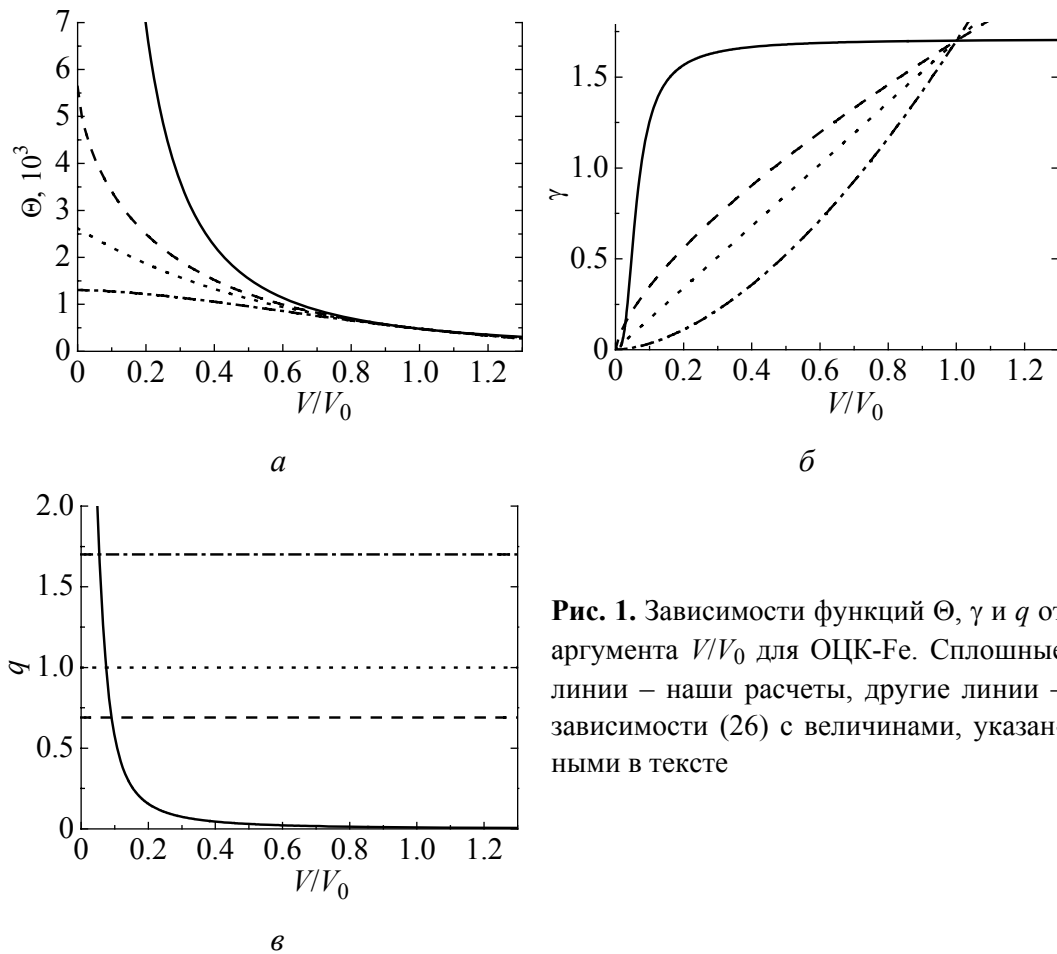 7
6
5
4
3
2
1
0
Θ, 10³
0 0.2 0.4 0.6 0.8 1.0 1.2
V/V₀
а
1.5
1.0
0.5
0
γ
0 0.2 0.4 0.6 0.8 1.0 1.2
V/V₀
б
2.0
1.5
1.0
0.5
0
q
0 0.2 0.4 0.6 0.8 1.0 1.2
V/V₀
в
Рис. 1. Зависимости функций Θ, γ и q от
аргумента V/V₀ для ОЦК-Fe. Сплошные
линии – наши расчеты, другие линии –
зависимости (26) с величинами, указан-
ными в тексте